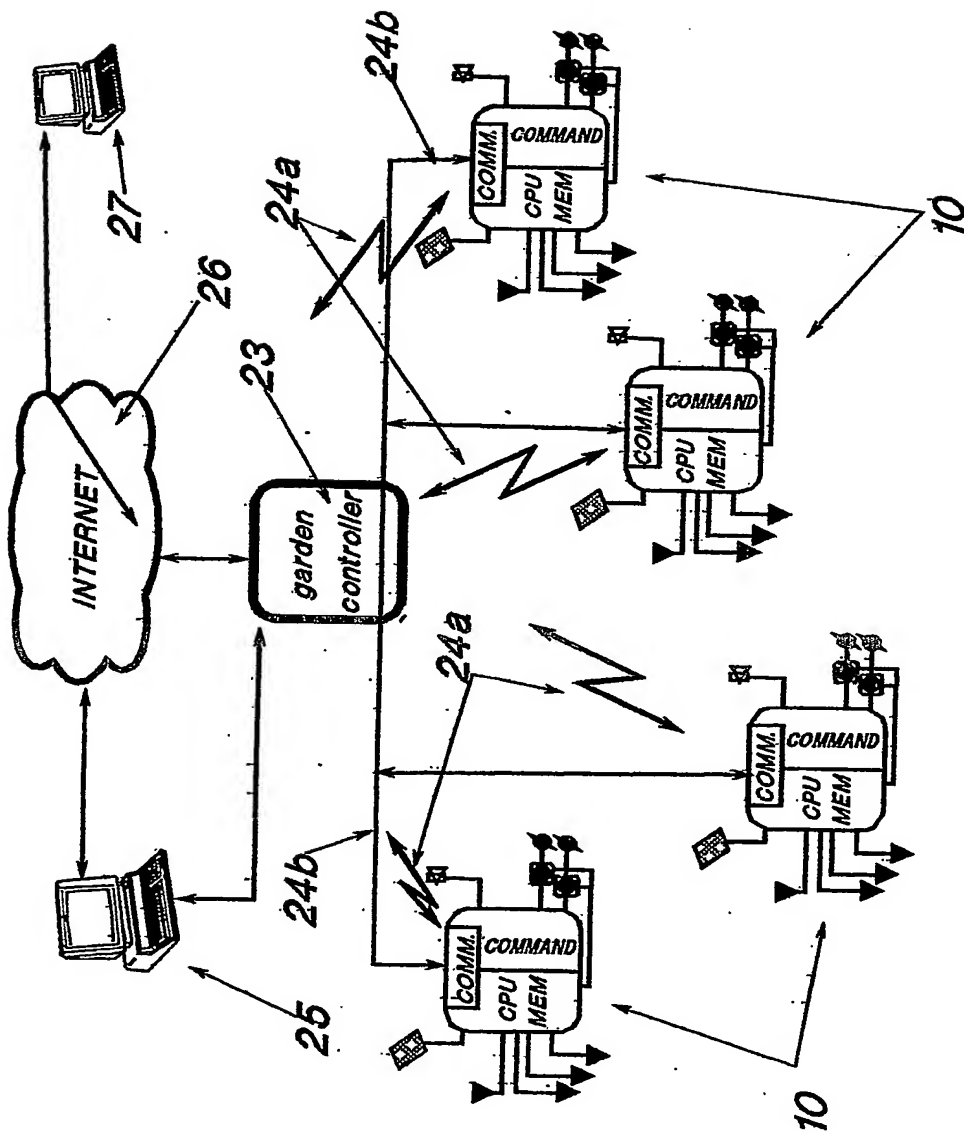 27
INTERNET
26
25
garden
controller
23
24b
24a
24a
24b
COMM.
CPU
MEM
COMMAND
COMM.
CPU
MEM
COMMAND
COMM.
CPU
MEM
COMMAND
COMM.
CPU
MEM
COMMAND
10
10